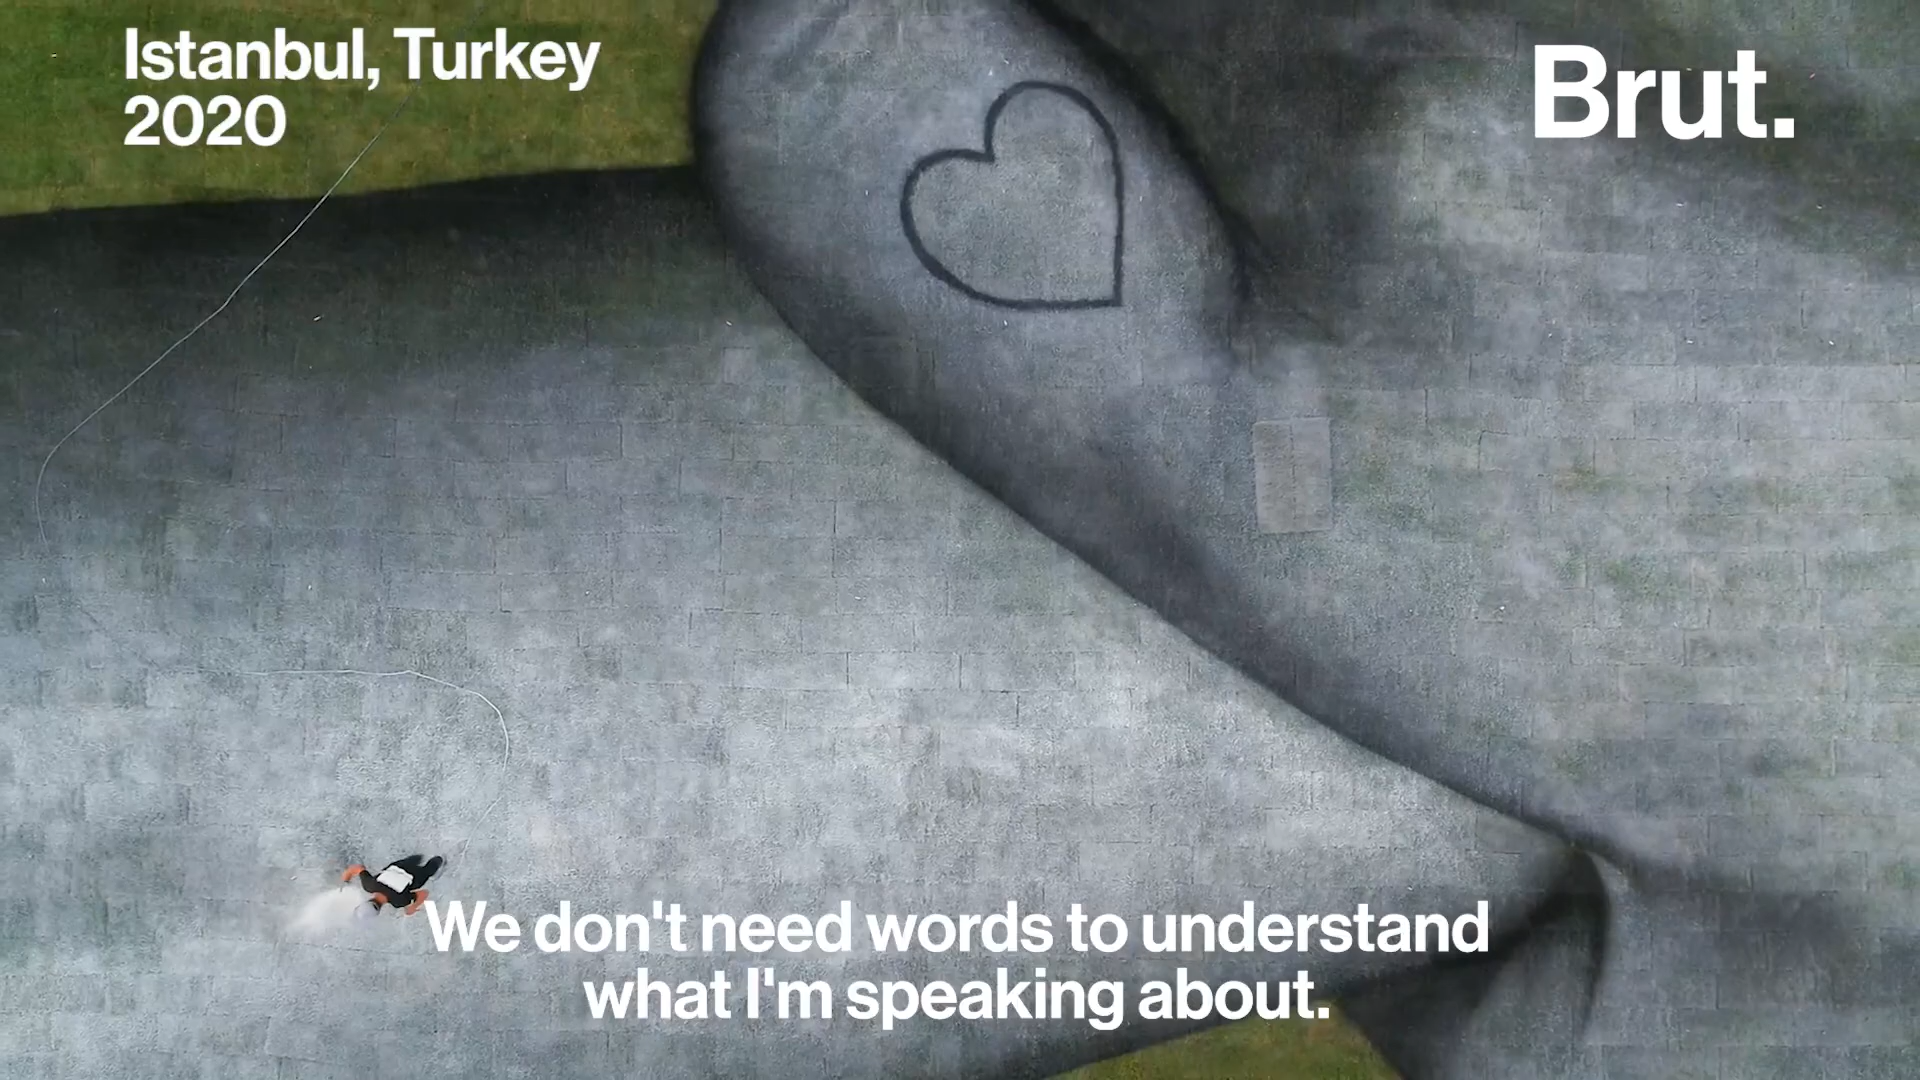 Istanbul, Turkey
2020
Brut.
We don't need words to understand
what I'm speaking about.